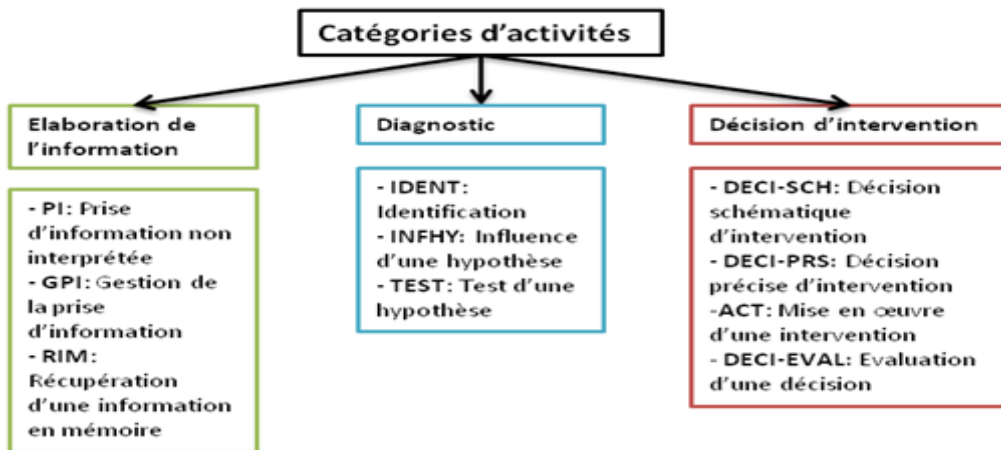 Catégories d'activités
Elaboration de
l'information
- PI: Prise
d'information non
interprétée
- GPI: Gestion de
la prise
d'information
- RIM:
Récupération
d'une information
en mémoire
Diagnostic
- IDENT:
Identification
- INFHY: Influence
d'une hypothèse
- TEST: Test d'une
hypothèse
Décision d'intervention
- DECI-SCH: Décision
schématique
d'intervention
- DECI-PRS: Décision
précise d'intervention
-ACT: Mise en œuvre
d'une intervention
- DECI-EVAL: Evaluation
d'une décision